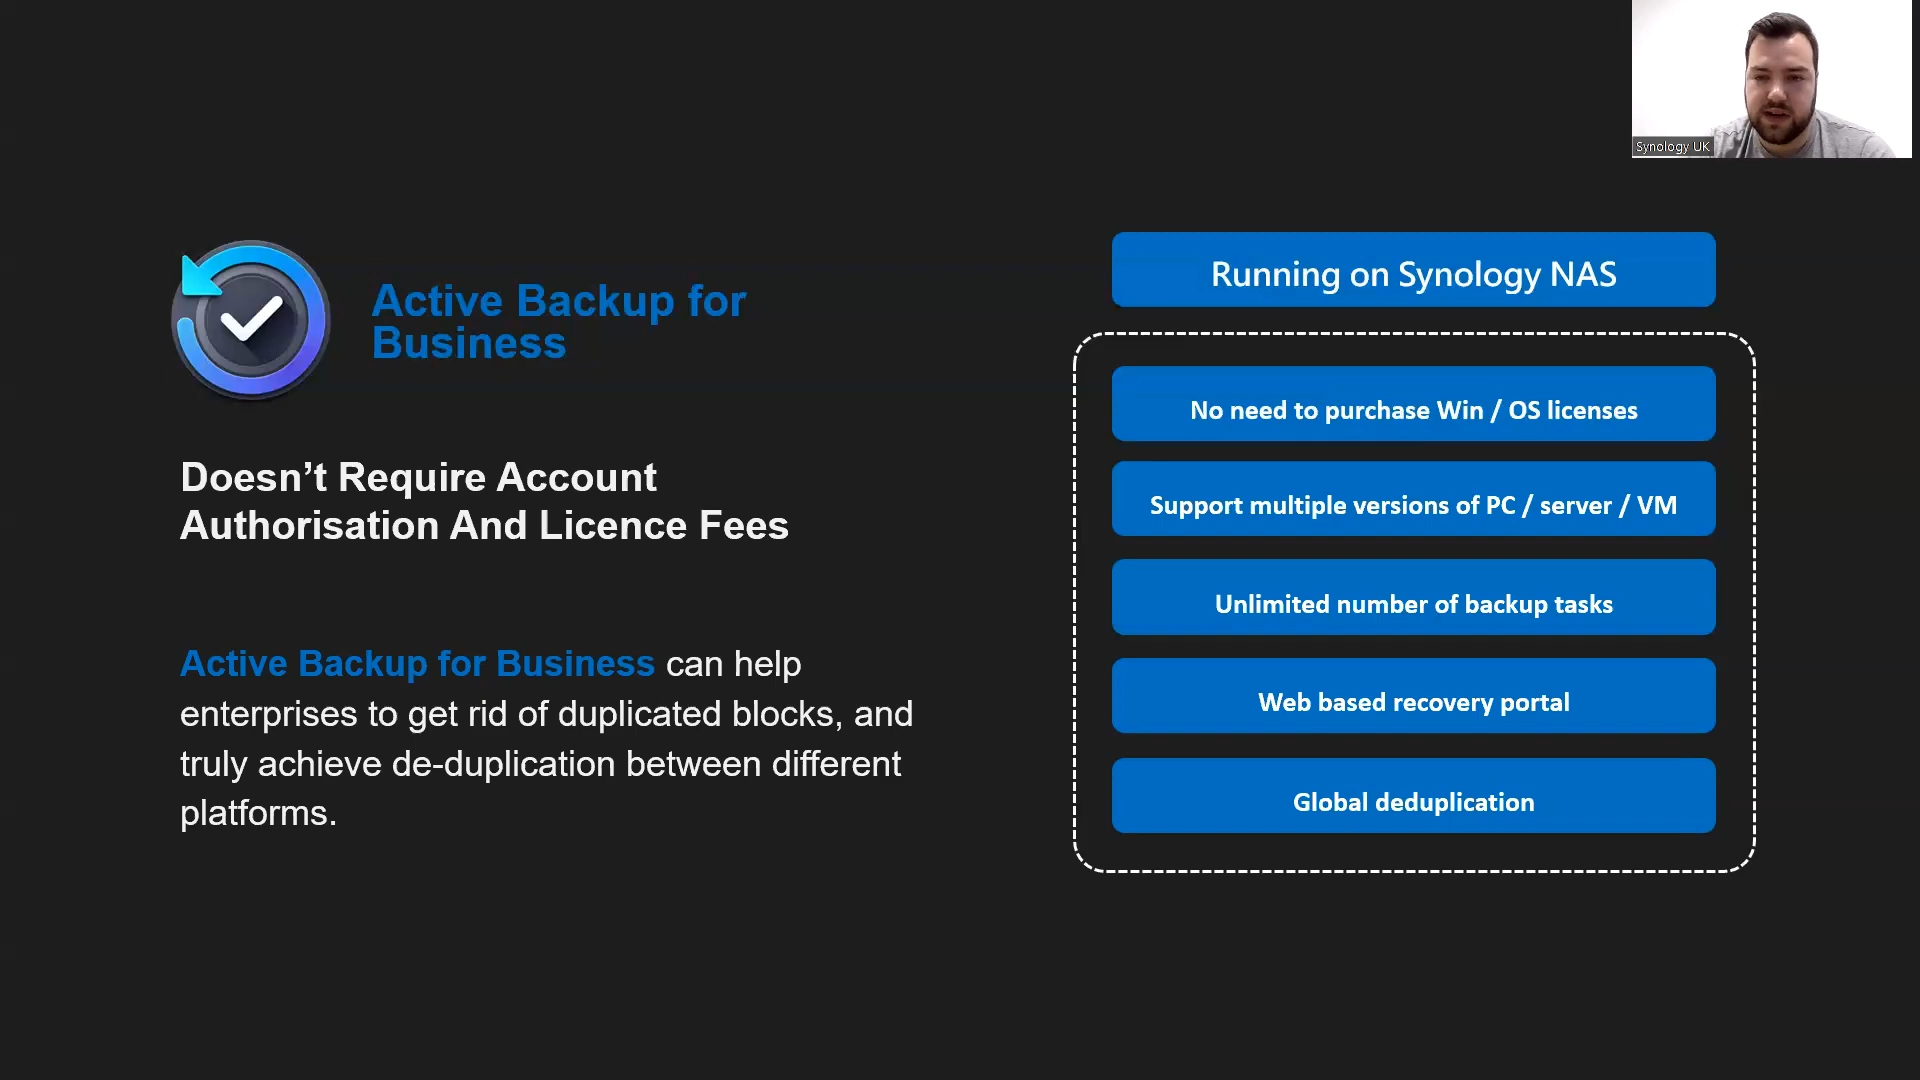 Synology UK
Active Backup for
Business
Doesn’t Require Account
Authorisation And Licence Fees
Active Backup for Business can help
enterprises to get rid of duplicated blocks, and
truly achieve de-duplication between different
platforms.
Running on Synology NAS
No need to purchase Win / OS licenses
Support multiple versions of PC / server / VM
Unlimited number of backup tasks
Web based recovery portal
Global deduplication